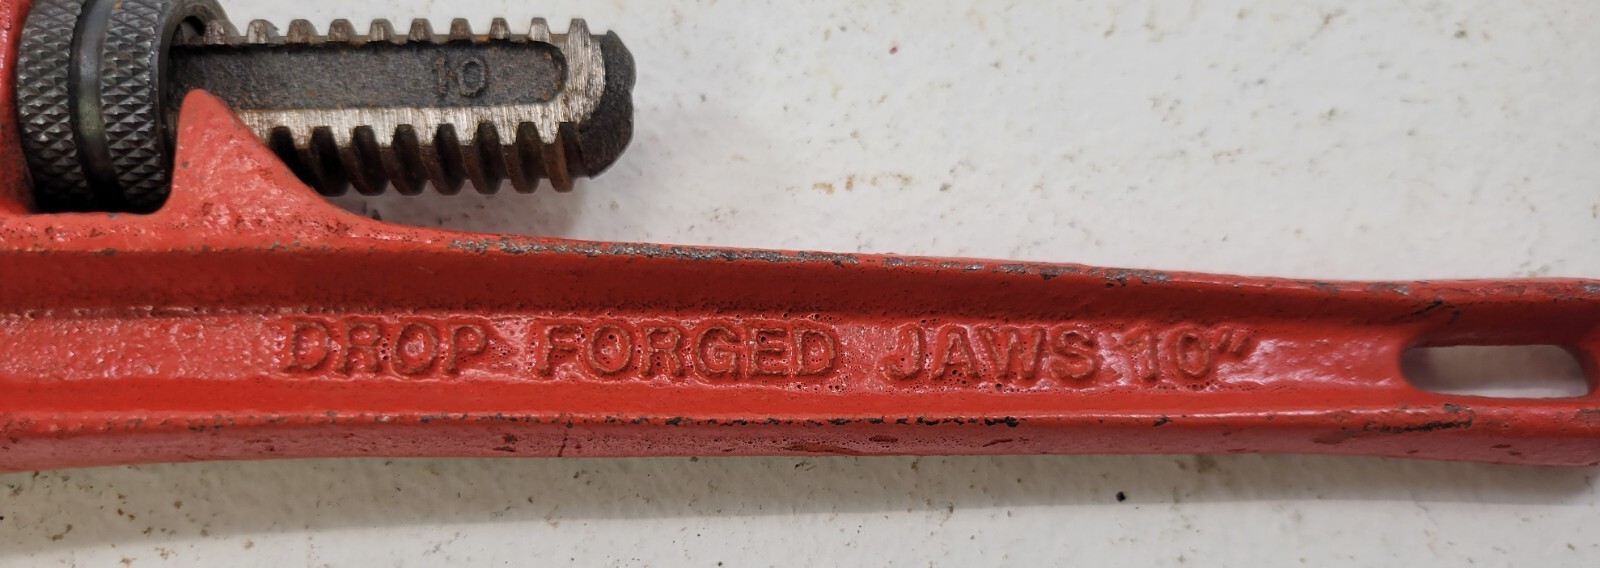 10
DROP FORGED JAWS 10"